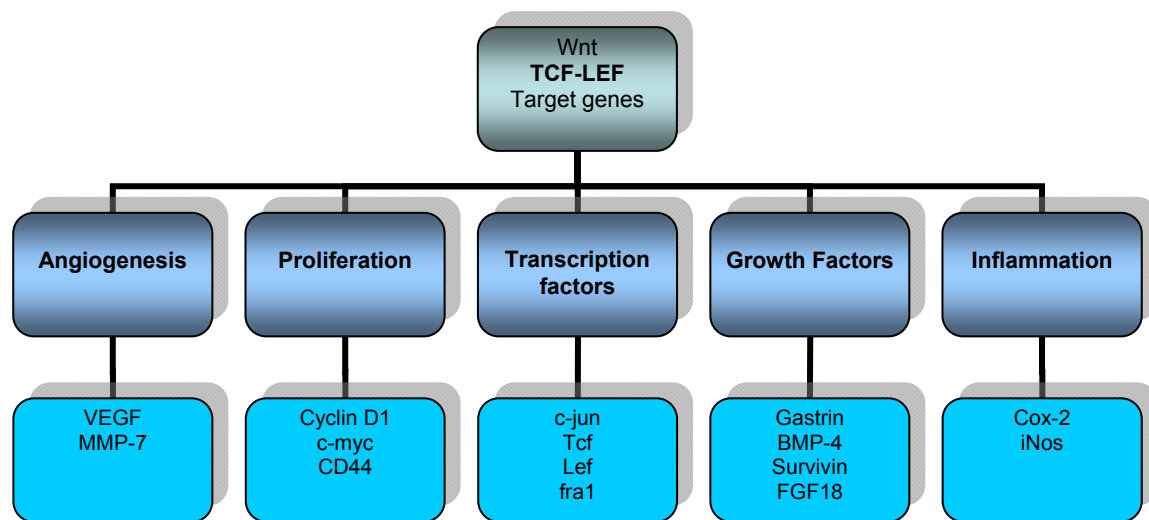 Wnt
TCF-LEF
Target genes
Angiogenesis
Proliferation
Transcription
factors
Growth Factors
Inflammation
VEGF
MMP-7
Cyclin D1
c-myc
CD44
c-jun
Tcf
Lef
fra1
Gastrin
BMP-4
Survivin
FGF18
Cox-2
iNos